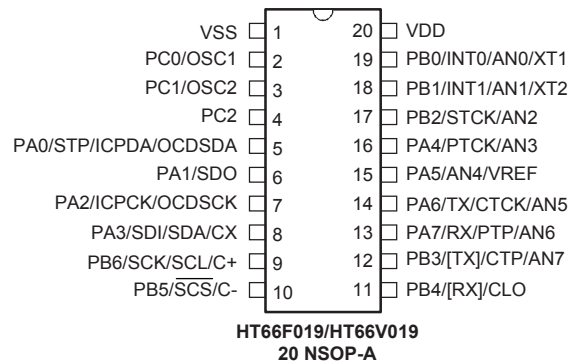 VSS 1 20 VDD
PC0/OSC1 2 19 PB0/INT0/AN0/XT1
PC1/OSC2 3 18 PB1/INT1/AN1/XT2
PC2 4 17 PB2/STCK/AN2
PA0/STP/ICPDA/OCDSDA 5 16 PA4/PTCK/AN3
PA1/SDO 6 15 PA5/AN4/VREF
PA2/ICPCK/OCDSCK 7 14 PA6/TX/CTCK/AN5
PA3/SDI/SDA/CX 8 13 PA7/RX/PTP/AN6
PB6/SCK/SCL/C+ 9 12 PB3/[TX]/CTP/AN7
PB5/S̅C̅S̅/C- 10 11 PB4/[RX]/CLO
HT66F019/HT66V019
20 NSOP-A